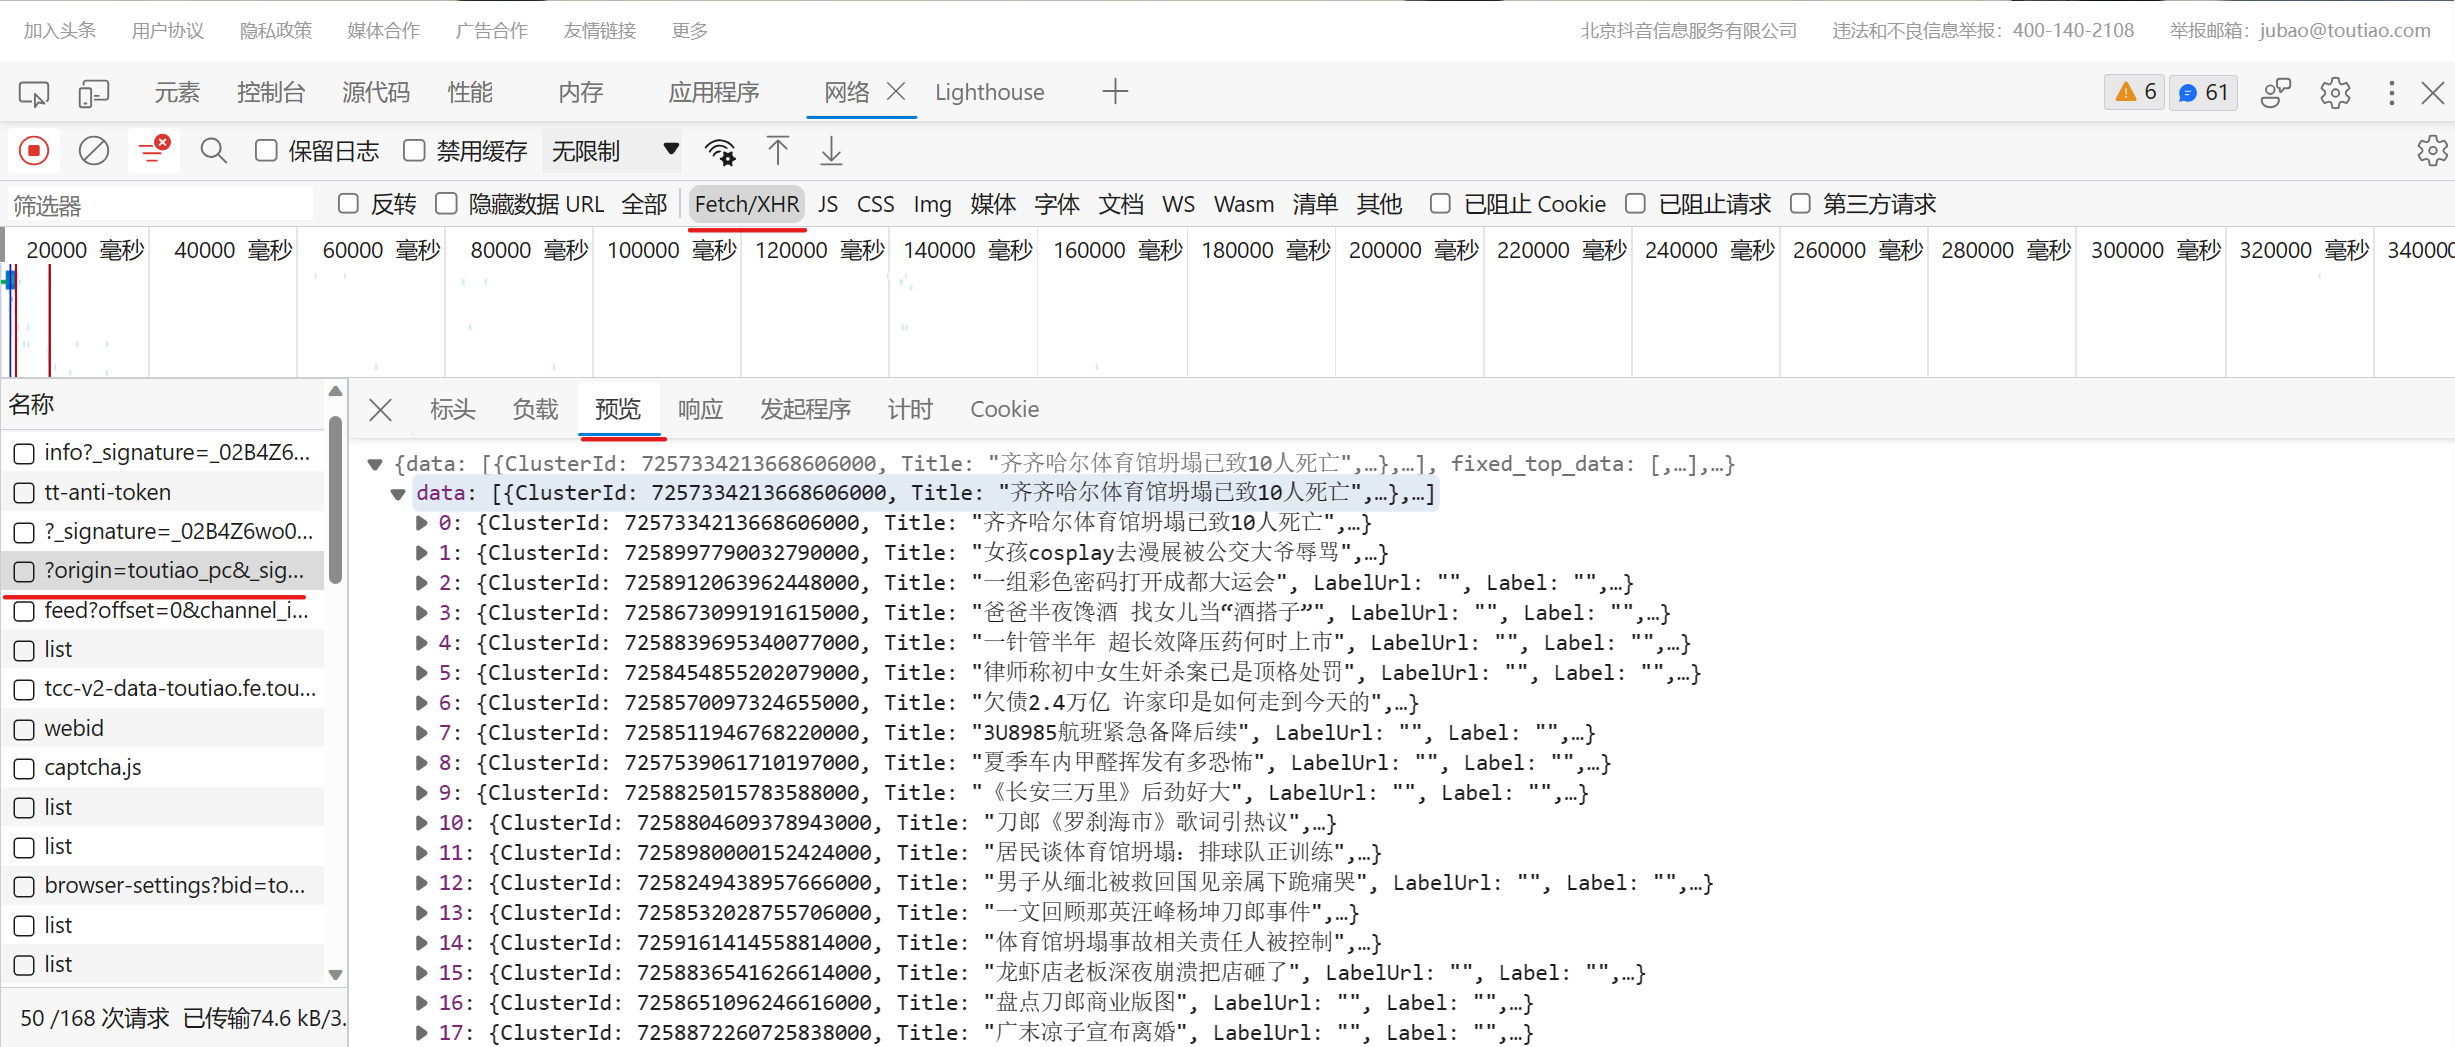 加入头条 用户协议 隐私政策 媒体合作 广告合作 友情链接 更多 北京抖音信息服务有限公司 违法和不良信息举报：400-140-2108 举报邮箱：jubao@toutiao.com
元素 控制台 源代码 性能 内存 应用程序 网络 Lighthouse 6 61
保留日志 禁用缓存 无限制
筛选器 反转 隐藏数据 URL 全部 Fetch/XHR JS CSS Img 媒体 字体 文档 WS Wasm 清单 其他 已阻止 Cookie 已阻止请求 第三方请求
20000 毫秒 40000 毫秒 60000 毫秒 80000 毫秒 100000 毫秒 120000 毫秒 140000 毫秒 160000 毫秒 180000 毫秒 200000 毫秒 220000 毫秒 240000 毫秒 260000 毫秒 280000 毫秒 300000 毫秒 320000 毫秒 34000
名称
info?_signature=_02B4Z6...
tt-anti-token
?_signature=_02B4Z6wo0...
?origin=toutiao_pc&_sig...
feed?offset=0&channel_i...
list
tcc-v2-data-toutiao.fe.tou...
webid
captcha.js
list
list
browser-settings?bid=to...
list
list
50 /168 次请求 已传输74.6 kB/3.
标头 负载 预览 响应 发起程序 计时 Cookie
{data: [{ClusterId: 7257334213668606000, Title: "齐齐哈尔体育馆坍塌已致10人死亡",…},…], fixed_top_data: [,…],…}
data: [{ClusterId: 7257334213668606000, Title: "齐齐哈尔体育馆坍塌已致10人死亡",…},…]
0: {ClusterId: 7257334213668606000, Title: "齐齐哈尔体育馆坍塌已致10人死亡",…}
1: {ClusterId: 7258997790032790000, Title: "女孩cosplay去漫展被公交大爷辱骂",…}
2: {ClusterId: 7258912063962448000, Title: "一组彩色密码打开成都大运会", LabelUrl: "", Label: "",…}
3: {ClusterId: 7258673099191615000, Title: "爸爸半夜馋酒 找女儿当“酒搭子”", LabelUrl: "", Label: "",…}
4: {ClusterId: 7258839695340077000, Title: "一针管半年 超长效降压药何时上市", LabelUrl: "", Label: "",…}
5: {ClusterId: 7258454855202079000, Title: "律师称初中女生奸杀案已是顶格处罚", LabelUrl: "", Label: "",…}
6: {ClusterId: 7258570097324655000, Title: "欠债2.4万亿 许家印是如何走到今天的",…}
7: {ClusterId: 7258511946768220000, Title: "3U8985航班紧急备降后续", LabelUrl: "", Label: "",…}
8: {ClusterId: 7257539061710197000, Title: "夏季车内甲醛挥发有多恐怖", LabelUrl: "", Label: "",…}
9: {ClusterId: 7258825015783588000, Title: "《长安三万里》后劲好大", LabelUrl: "", Label: "",…}
10: {ClusterId: 7258804609378943000, Title: "刀郎《罗刹海市》歌词引热议",…}
11: {ClusterId: 7258980000152424000, Title: "居民谈体育馆坍塌：排球队正训练",…}
12: {ClusterId: 7258249438957666000, Title: "男子从缅北被救回国见亲属下跪痛哭", LabelUrl: "", Label: "",…}
13: {ClusterId: 7258532028755706000, Title: "一文回顾那英汪峰杨坤刀郎事件",…}
14: {ClusterId: 7259161414558814000, Title: "体育馆坍塌事故相关责任人被控制",…}
15: {ClusterId: 7258836541626614000, Title: "龙虾店老板深夜崩溃把店砸了", LabelUrl: "", Label: "",…}
16: {ClusterId: 7258651096246616000, Title: "盘点刀郎商业版图", LabelUrl: "", Label: "",…}
17: {ClusterId: 7258872260725838000, Title: "广末凉子宣布离婚", LabelUrl: "", Label: "",…}